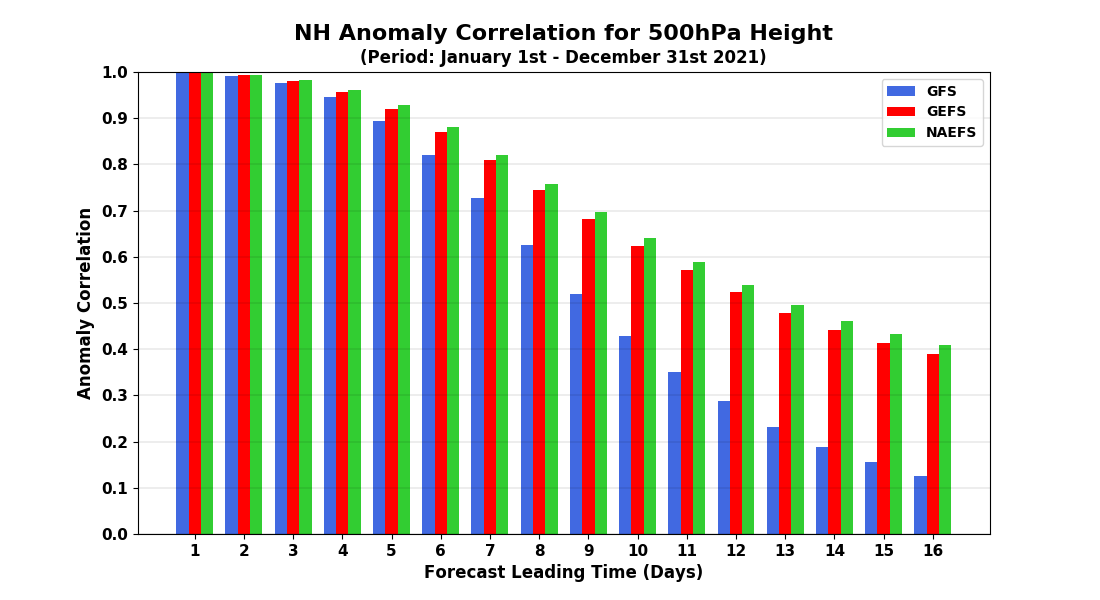 NH Anomaly Correlation for 500hPa Height
(Period: January 1st - December 31st 2021)
1.0
0.9
0.8
0.7
0.6
0.5
0.4
0.3
0.2
0.1
0.0
Anomaly Correlation
GFS
GEFS
NAEFS
1 2 3 4 5 6 7 8 9 10 11 12 13 14 15 16
Forecast Leading Time (Days)